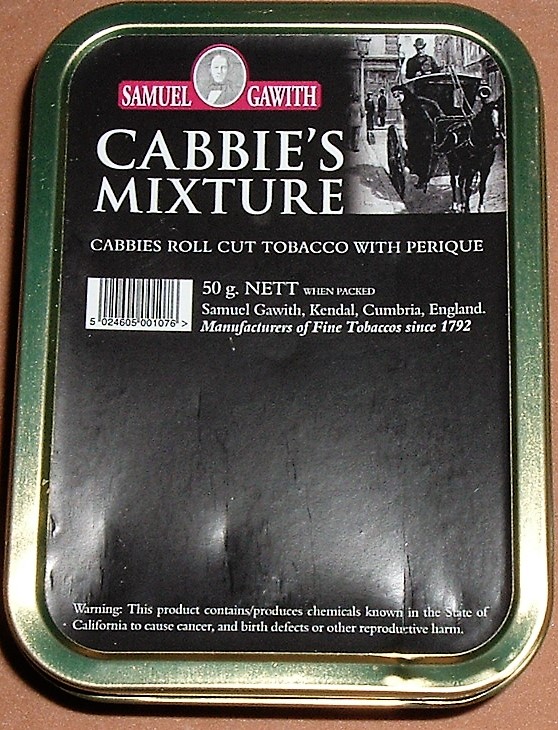 SAMUEL GAWITH
CABBIE'S
MIXTURE
CABBIES ROLL CUT TOBACCO WITH PERIQUE
50 g. NETT WHEN PACKED
Samuel Gawith, Kendal, Cumbria, England.
Manufacturers of Fine Tobaccos since 1792
5 024605 001076 >
Warning: This product contains/produces chemicals known in the State of
California to cause cancer, and birth defects or other reproductive harm.